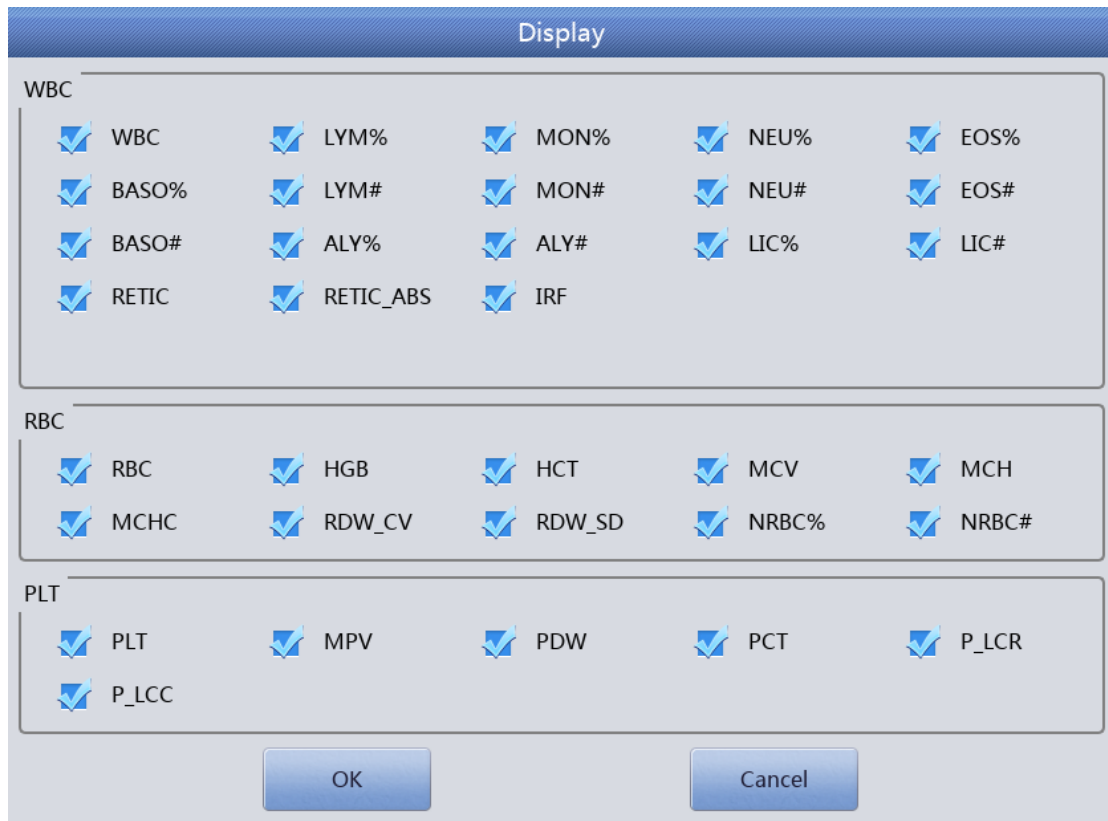 Display
WBC
WBC LYM% MON% NEU% EOS%
BASO% LYM# MON# NEU# EOS#
BASO# ALY% ALY# LIC% LIC#
RETIC RETIC_ABS IRF
RBC
RBC HGB HCT MCV MCH
MCHC RDW_CV RDW_SD NRBC% NRBC#
PLT
PLT MPV PDW PCT P_LCR
P_LCC
OK Cancel